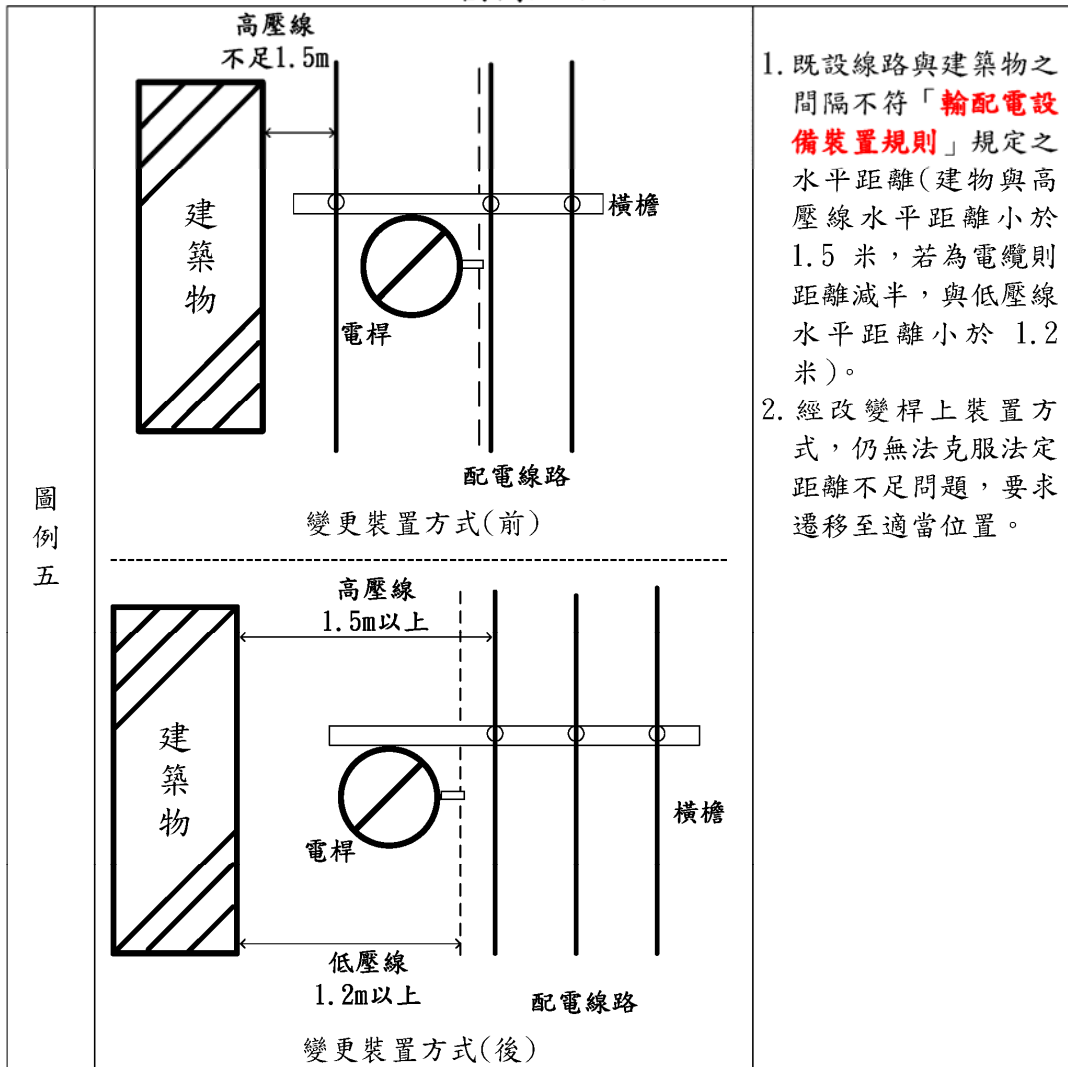 圖
例
五
高壓線
不足1.5m
建
築
物
橫檐
電桿
配電線路
變更裝置方式(前)
高壓線
1.5m以上
建
築
物
橫檐
電桿
低壓線
1.2m以上
配電線路
變更裝置方式(後)
1.既設線路與建築物之
間隔不符「輸配電設
備裝置規則」規定之
水平距離(建物與高
壓線水平距離小於
1.5 米，若為電纜則
距離減半，與低壓線
水平距離小於 1.2
米)。
2.經改變桿上裝置方
式，仍無法克服法定
距離不足問題，要求
遷移至適當位置。